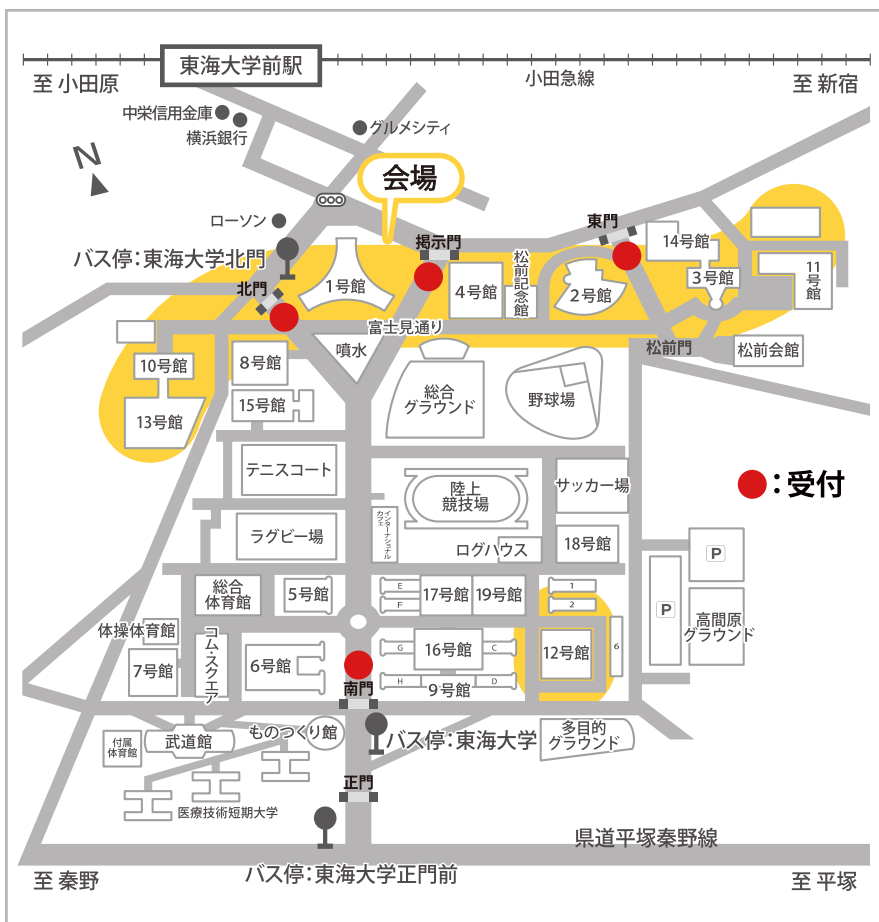 東海大学前駅
至 小田原
小田急線
至 新宿
中栄信用金庫
横浜銀行
グルメシティ
N
会場
ローソン
バス停：東海大学北門
北門
1号館
掲示門
4号館
松前記念館
東門
2号館
14号館
3号館
11号館
富士見通り
噴水
松前門
松前会館
10号館
13号館
8号館
15号館
総合
グラウンド
野球場
テニスコート
陸上
競技場
サッカー場
：受付
ラグビー場
インターナショナル
カフェ
ログハウス
18号館
P
P
高間原
グラウンド
総合
体育館
5号館
E
F
17号館
19号館
1
2
体操体育館
コム・スクエア
7号館
6号館
G
16号館
C
H
9号館
D
12号館
6
南門
付属
体育館
武道館
ものつくり館
バス停：東海大学
多目的
グラウンド
正門
医療技術短期大学
県道平塚秦野線
バス停：東海大学正門前
至 秦野
至 平塚